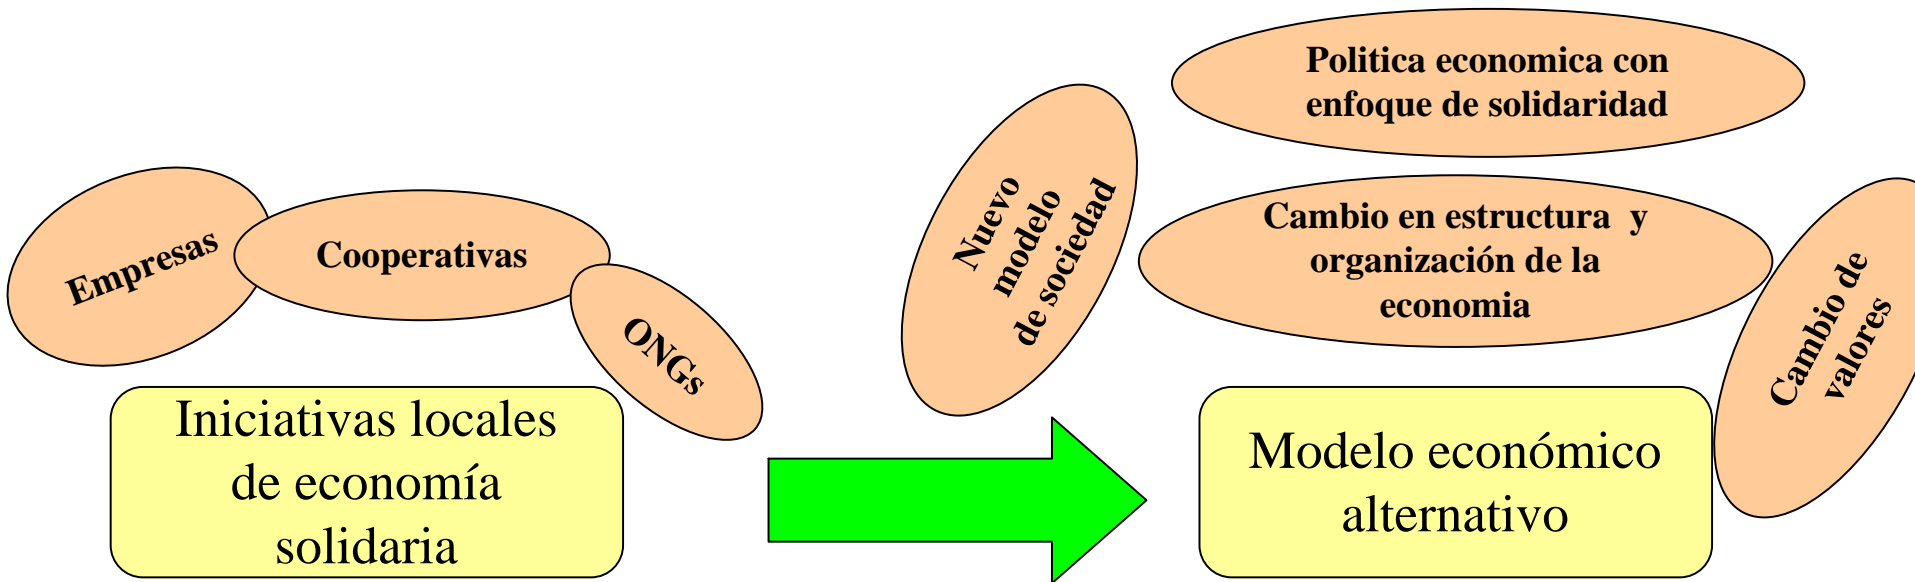 Empresas
Cooperativas
ONGs
Iniciativas locales
de economía
solidaria
Nuevo
modelo
de sociedad
Politica economica con
enfoque de solidaridad
Cambio en estructura y
organización de la
economia
Cambio de
valores
Modelo económico
alternativo